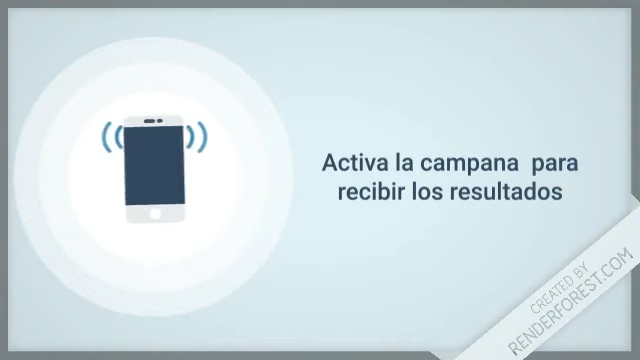 Activa la campana  para
recibir los resultados
CREATED BY
RENDERFOREST.COM